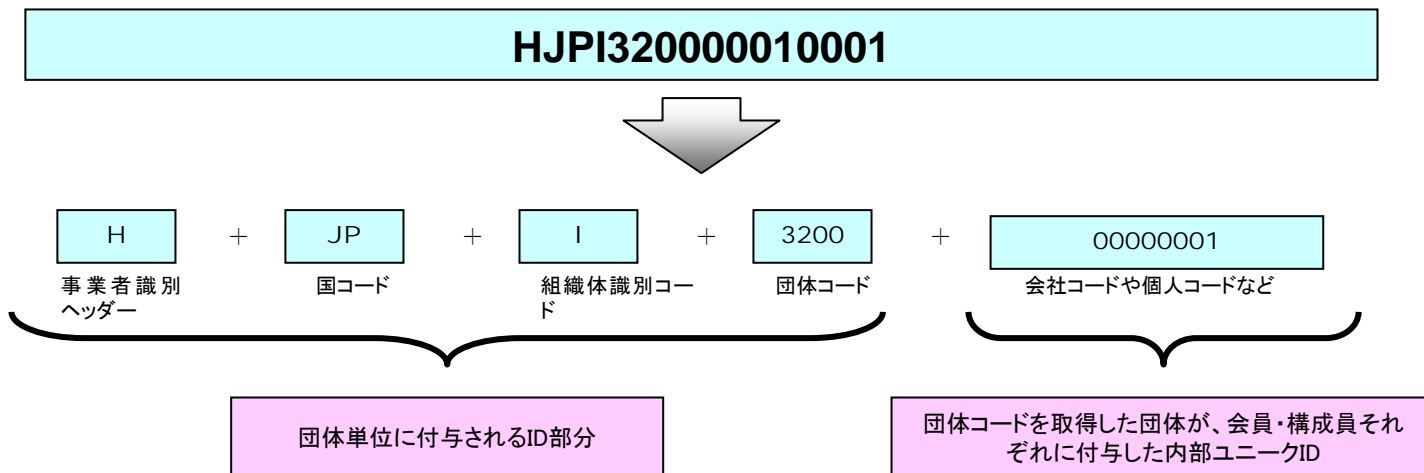 HJPI320000010001
H + JP + I + 3200 + 00000001
事業者識別
ヘッダー
国コード
組織体識別コー
ド
団体コード
会社コードや個人コードなど
団体単位に付与されるID部分
団体コードを取得した団体が、会員・構成員それ
ぞれに付与した内部ユニークID